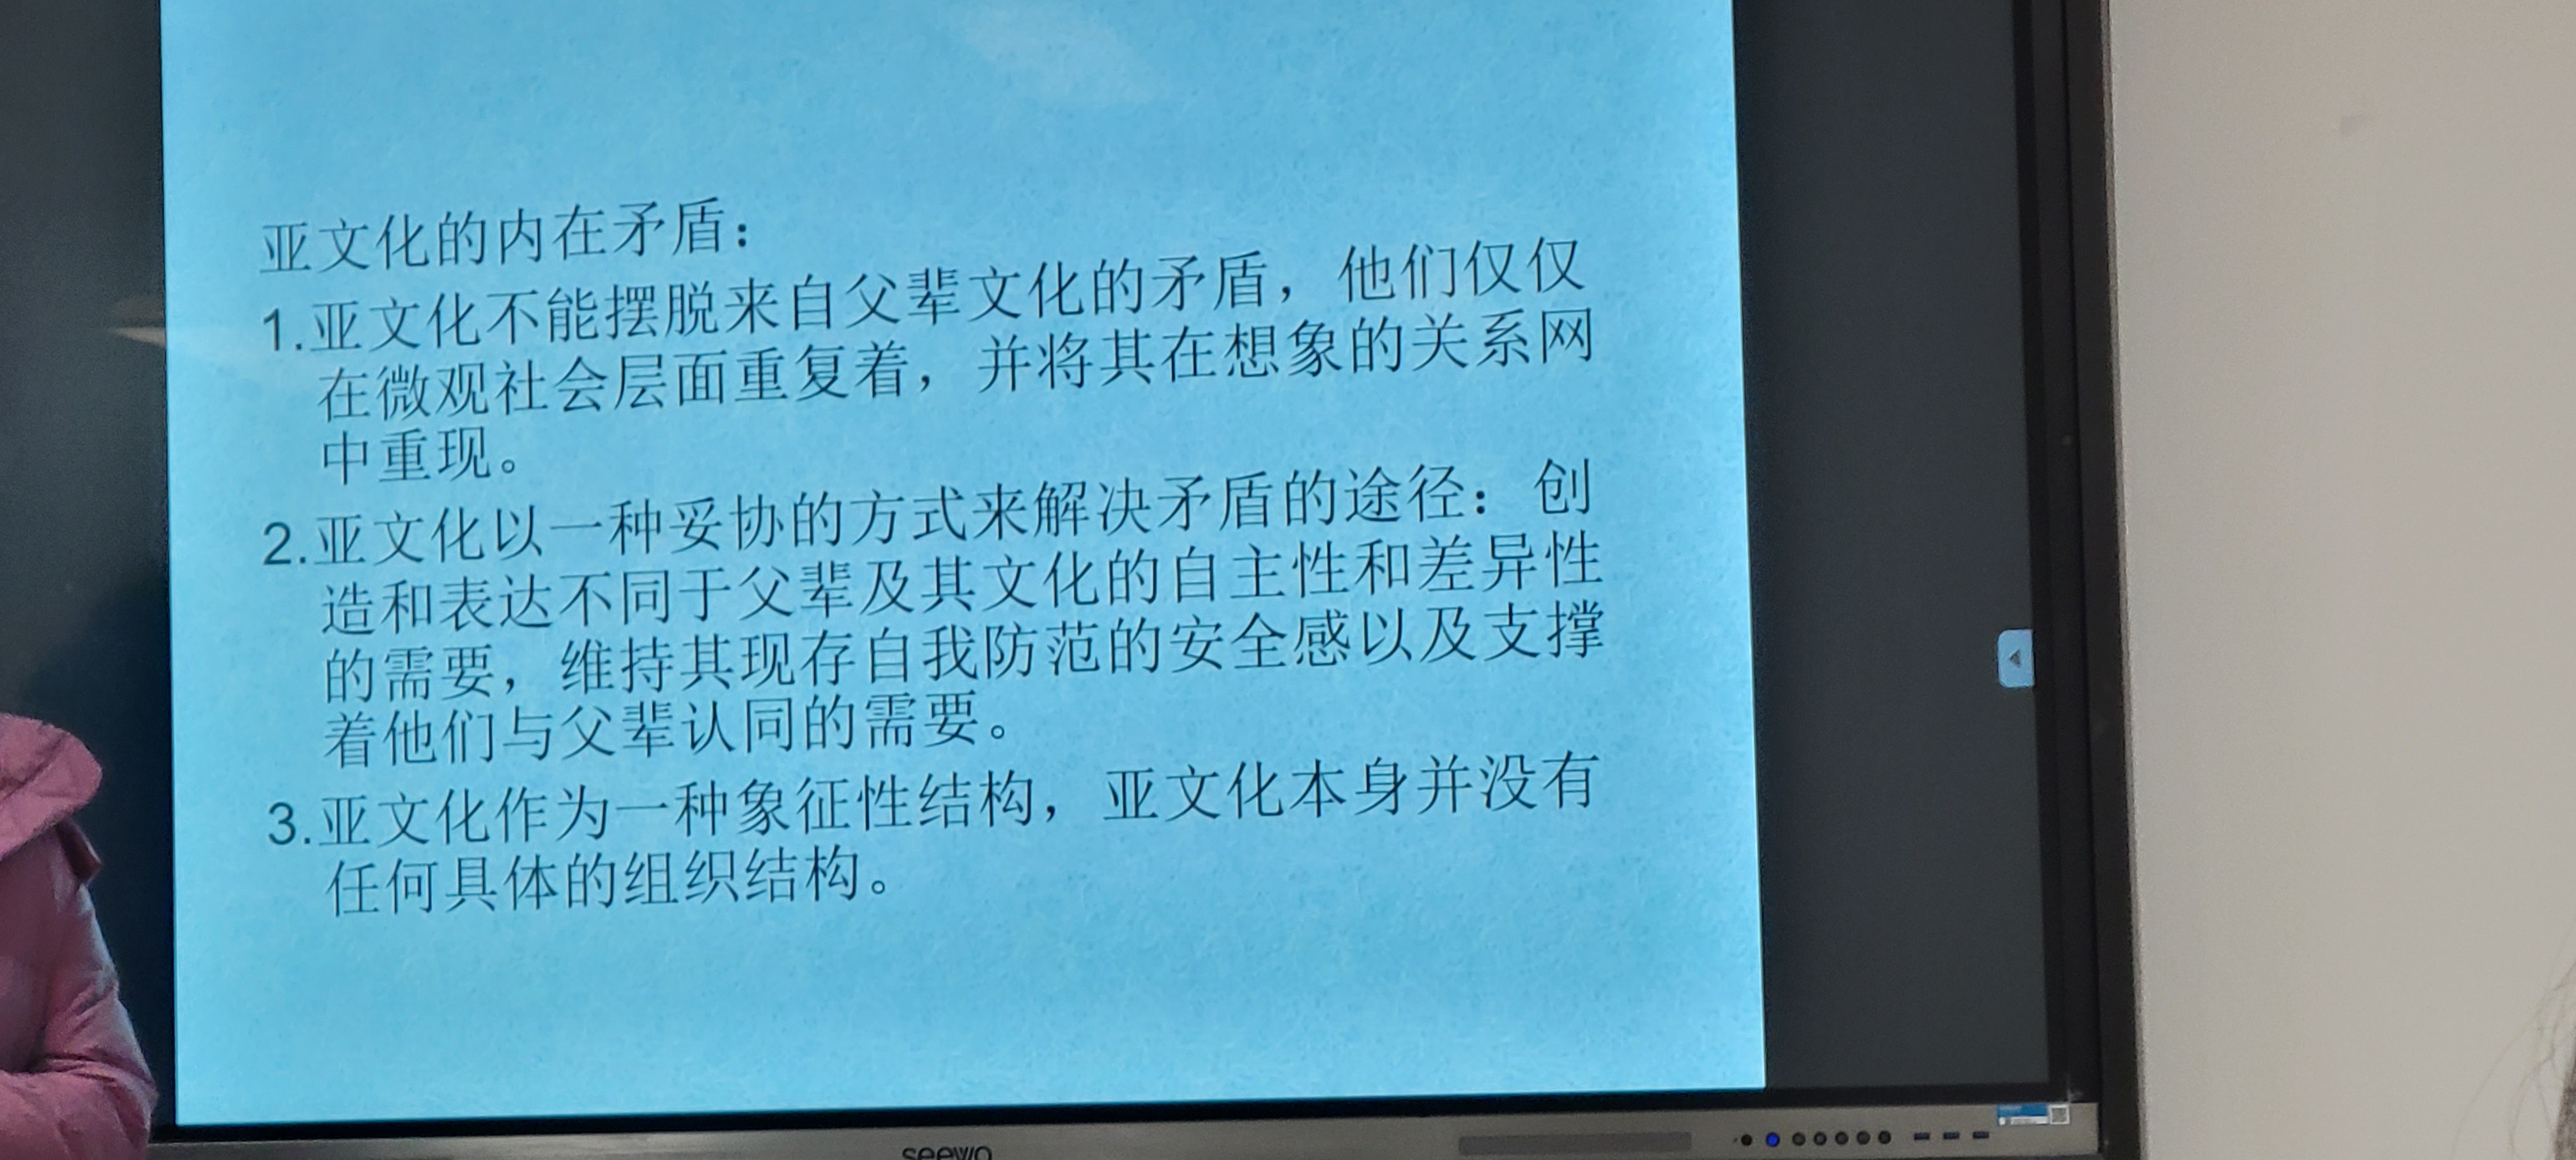 亚文化的内在矛盾：
1.亚文化不能摆脱来自父辈文化的矛盾，他们仅仅
在微观社会层面重复着，并将其在想象的关系网
中重现。
2.亚文化以一种妥协的方式来解决矛盾的途径：创
造和表达不同于父辈及其文化的自主性和差异性
的需要，维持其现存自我防范的安全感以及支撑
着他们与父辈认同的需要。
3.亚文化作为一种象征性结构，亚文化本身并没有
任何具体的组织结构。
seewo